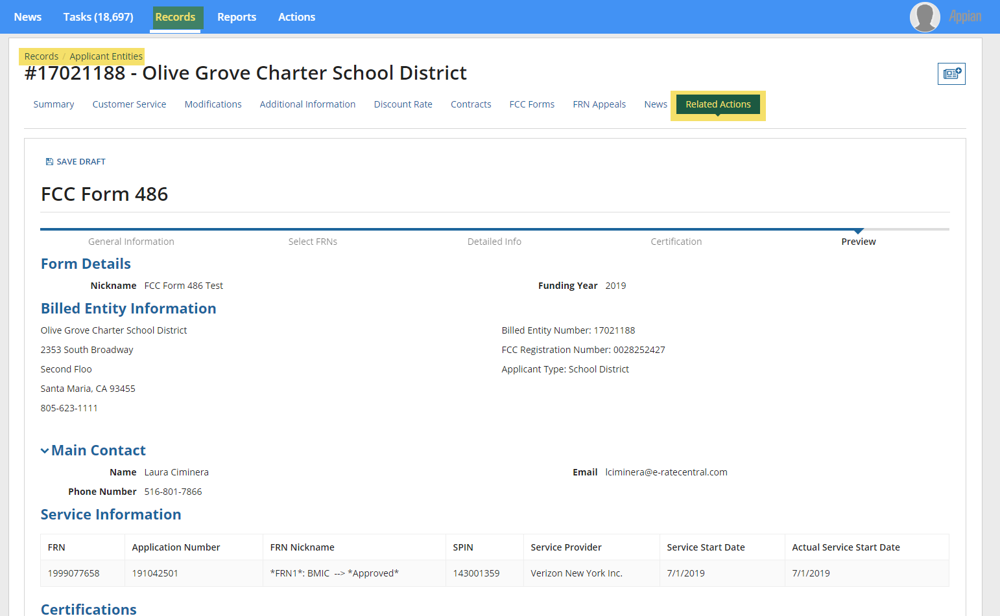 News Tasks (18,697) Records Reports Actions Appian
Records / Applicant Entities
#17021188 - Olive Grove Charter School District
Summary Customer Service Modifications Additional Information Discount Rate Contracts FCC Forms FRN Appeals News Related Actions
SAVE DRAFT
FCC Form 486
General Information Select FRNs Detailed Info Certification Preview
Form Details
Nickname FCC Form 486 Test Funding Year 2019
Billed Entity Information
Olive Grove Charter School District Billed Entity Number: 17021188
2353 South Broadway FCC Registration Number: 0028252427
Second Floo Applicant Type: School District
Santa Maria, CA 93455
805-623-1111
Main Contact
Name Laura Ciminera Email lciminera@e-ratecentral.com
Phone Number 516-801-7866
Service Information
FRN Application Number FRN Nickname SPIN Service Provider Service Start Date Actual Service Start Date
1999077658 191042501 *FRN1*: BMIC --> *Approved* 143001359 Verizon New York Inc. 7/1/2019 7/1/2019
Certifications